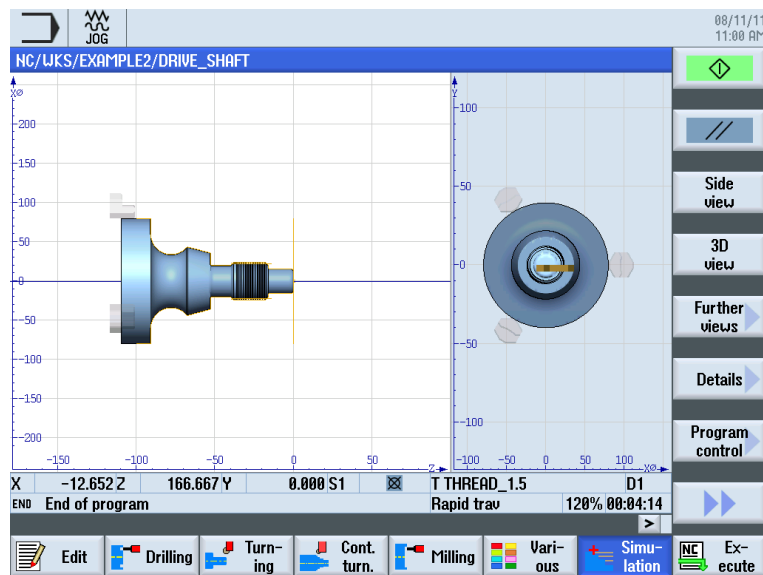 08/11/11
11:00 AM
JOG
NC/WKS/EXAMPLE2/DRIVE_SHAFT
X⌀
200
150
100
50
0
-50
-100
-150
-200
-150
-100
-50
0
50
Z
Y
100
50
0
-50
-100
-100
-50
0
50
100
X⌀
Side
view
3D
view
Further
views
Details
Program
control
X -12.652 Z 166.667 Y 0.000 S1 T THREAD_1.5 D1
END End of program Rapid trav 120% 00:04:14
>
Edit
Drilling
Turn-
ing
Cont.
turn.
Milling
Vari-
ous
Simu-
lation
NC
Ex-
ecute